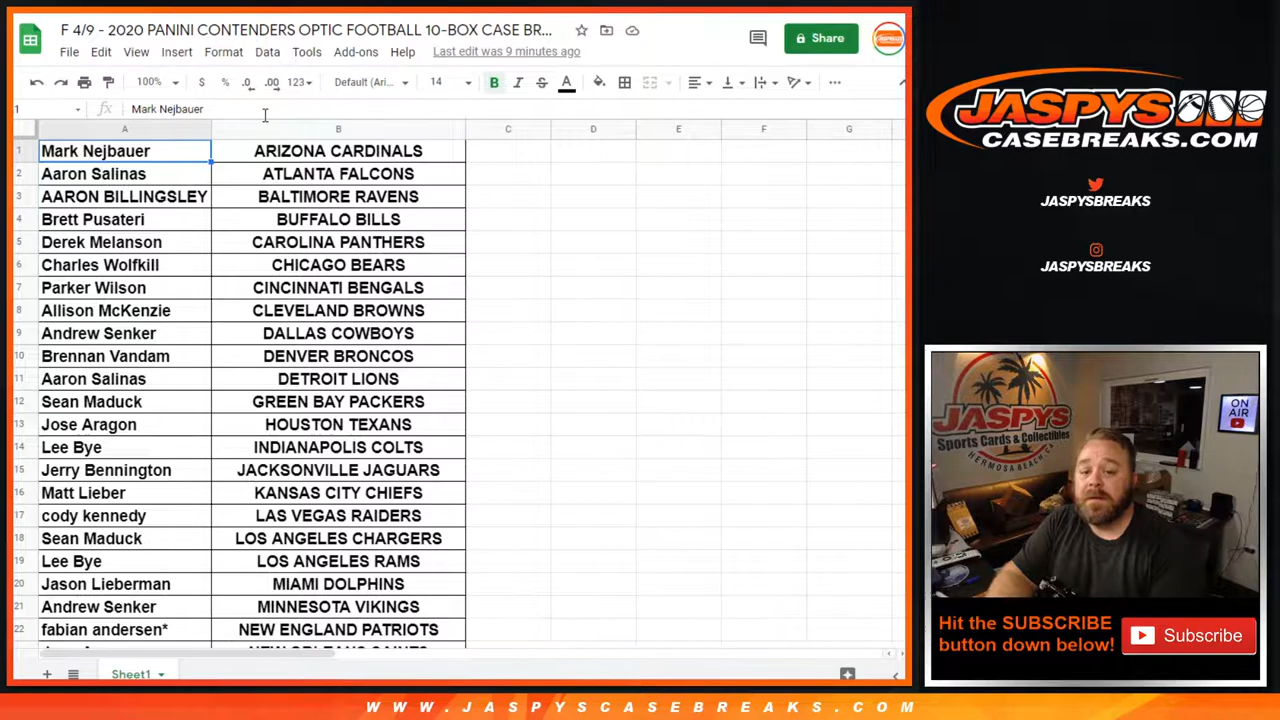 F 4/9 - 2020 PANINI CONTENDERS OPTIC FOOTBALL 10-BOX CASE BR...
File Edit View Insert Format Data Tools Add-ons Help Last edit was 9 minutes ago
Share
100% $ % .0 .00 123 Default (Ari... 14 B I S A
1 fx Mark Nejbauer
A B C D E F G
1 Mark Nejbauer ARIZONA CARDINALS
2 Aaron Salinas ATLANTA FALCONS
3 AARON BILLINGSLEY BALTIMORE RAVENS
4 Brett Pusateri BUFFALO BILLS
5 Derek Melanson CAROLINA PANTHERS
6 Charles Wolfkill CHICAGO BEARS
7 Parker Wilson CINCINNATI BENGALS
8 Allison McKenzie CLEVELAND BROWNS
9 Andrew Senker DALLAS COWBOYS
10 Brennan Vandam DENVER BRONCOS
11 Aaron Salinas DETROIT LIONS
12 Sean Maduck GREEN BAY PACKERS
13 Jose Aragon HOUSTON TEXANS
14 Lee Bye INDIANAPOLIS COLTS
15 Jerry Bennington JACKSONVILLE JAGUARS
16 Matt Lieber KANSAS CITY CHIEFS
17 cody kennedy LAS VEGAS RAIDERS
18 Sean Maduck LOS ANGELES CHARGERS
19 Lee Bye LOS ANGELES RAMS
20 Jason Lieberman MIAMI DOLPHINS
21 Andrew Senker MINNESOTA VIKINGS
22 fabian andersen* NEW ENGLAND PATRIOTS
NEW ORLEANS SAINTS
Sheet1
JASPYS
CASEBREAKS.COM
JASPYSBREAKS
JASPYSBREAKS
JASPYS
Sports Cards & Collectibles
HERMOSA BEACH, CA
ON
AIR
Hit the SUBSCRIBE
button down below!
Subscribe
WWW.JASPYSCASEBREAKS.COM